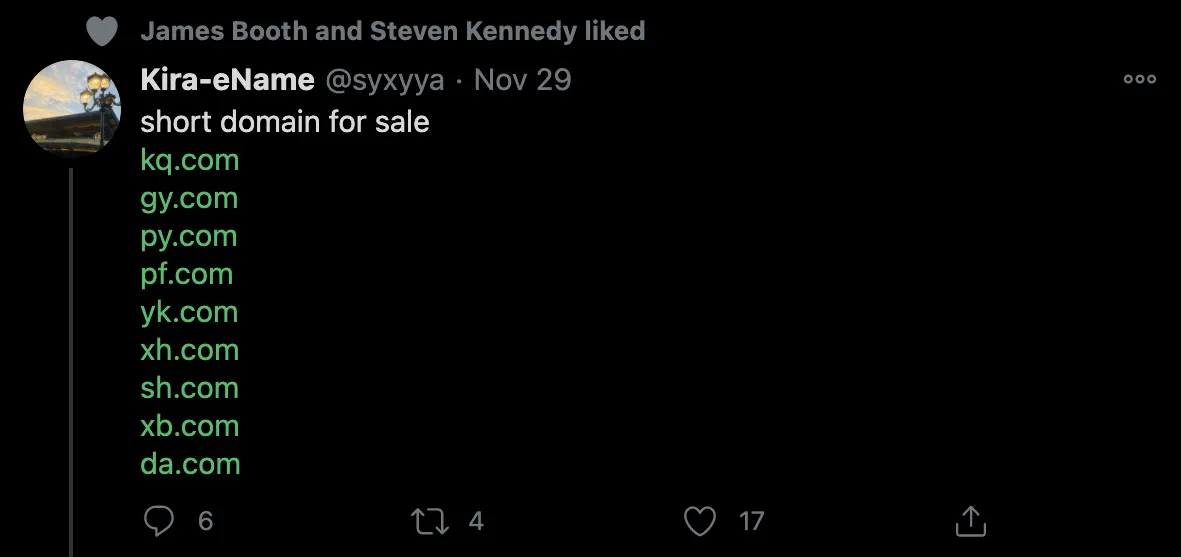 James Booth and Steven Kennedy liked
Kira-eName @syxyya · Nov 29
short domain for sale
kq.com
gy.com
py.com
pf.com
yk.com
xh.com
sh.com
xb.com
da.com
6 4 17